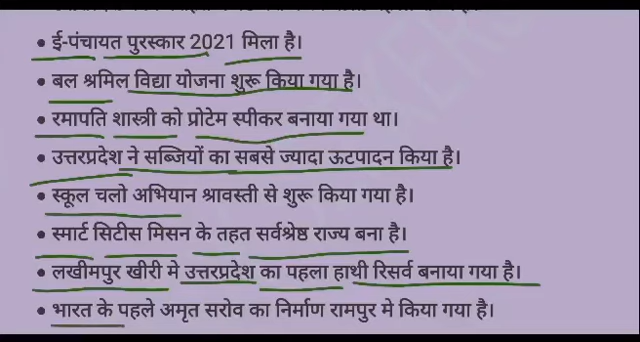 • ई-पंचायत पुरस्कार 2021 मिला है।
• बल श्रमिल विद्या योजना शुरू किया गया है।
• रमापति शास्त्री को प्रोटेम स्पीकर बनाया गया था।
• उत्तरप्रदेश ने सब्जियों का सबसे ज्यादा ऊटपादन किया है।
• स्कूल चलो अभियान श्रावस्ती से शुरू किया गया है।
• स्मार्ट सिटीस मिसन के तहत सर्वश्रेष्ठ राज्य बना है।
• लखीमपुर खीरी मे उत्तरप्रदेश का पहला हाथी रिसर्व बनाया गया है।
• भारत के पहले अमृत सरोव का निर्माण रामपुर मे किया गया है।